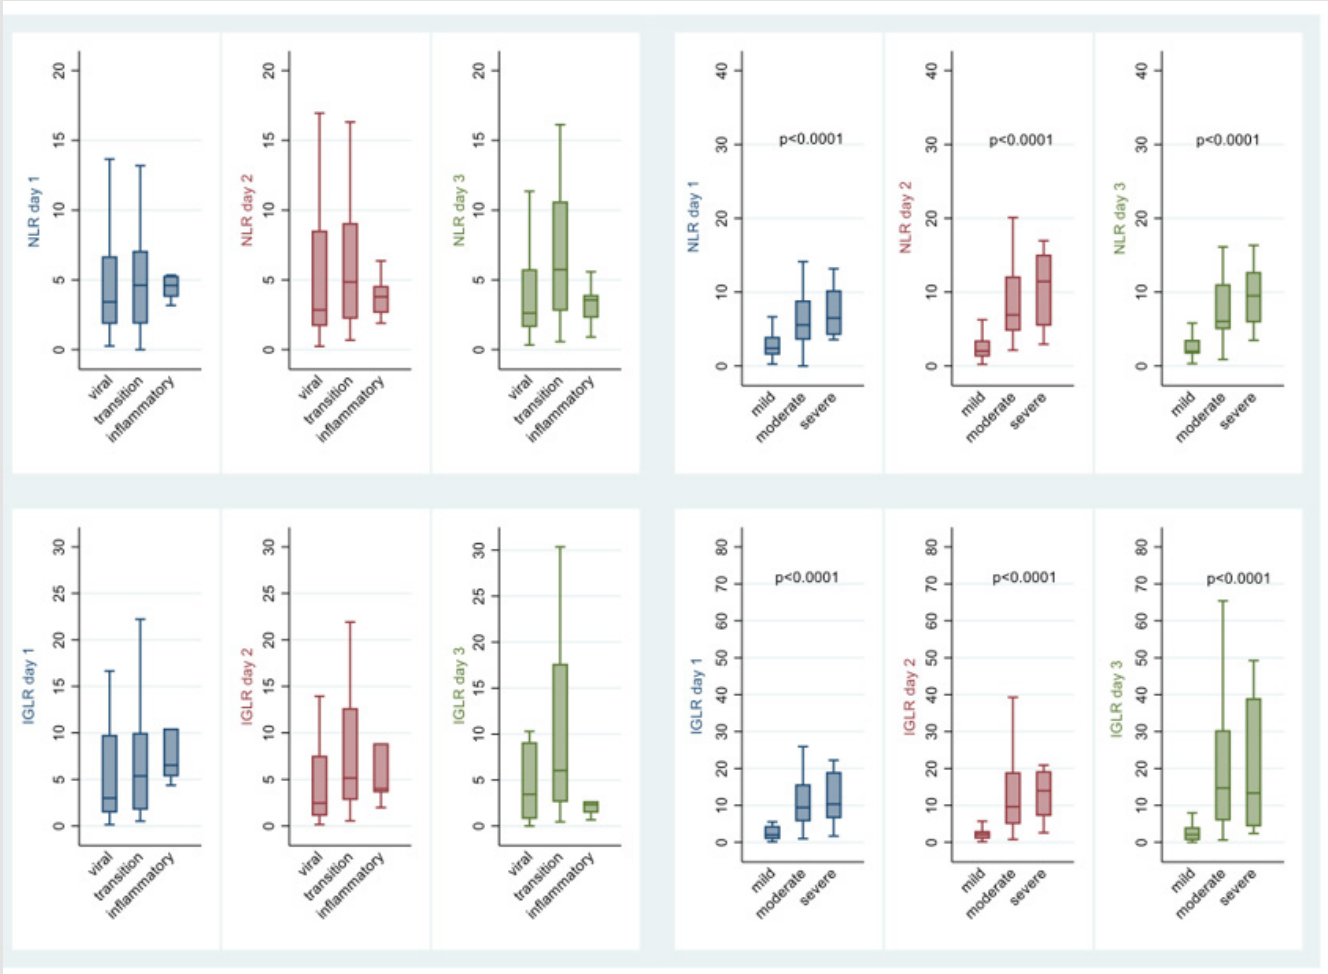 NLR day 1
20
15
10
5
0
viral
transition
inflammatory
NLR day 2
20
15
10
5
0
viral
transition
inflammatory
NLR day 3
20
15
10
5
0
viral
transition
inflammatory
NLR day 1
40
30
20
10
0
p<0.0001
mild
moderate
severe
NLR day 2
40
30
20
10
0
p<0.0001
mild
moderate
severe
NLR day 3
40
30
20
10
0
p<0.0001
mild
moderate
severe
IGLR day 1
30
25
20
15
10
5
0
viral
transition
inflammatory
IGLR day 2
30
25
20
15
10
5
0
viral
transition
inflammatory
IGLR day 3
30
25
20
15
10
5
0
viral
transition
inflammatory
IGLR day 1
80
70
60
50
40
30
20
10
0
p<0.0001
mild
moderate
severe
IGLR day 2
80
70
60
50
40
30
20
10
0
p<0.0001
mild
moderate
severe
IGLR day 3
80
70
60
50
40
30
20
10
0
p<0.0001
mild
moderate
severe